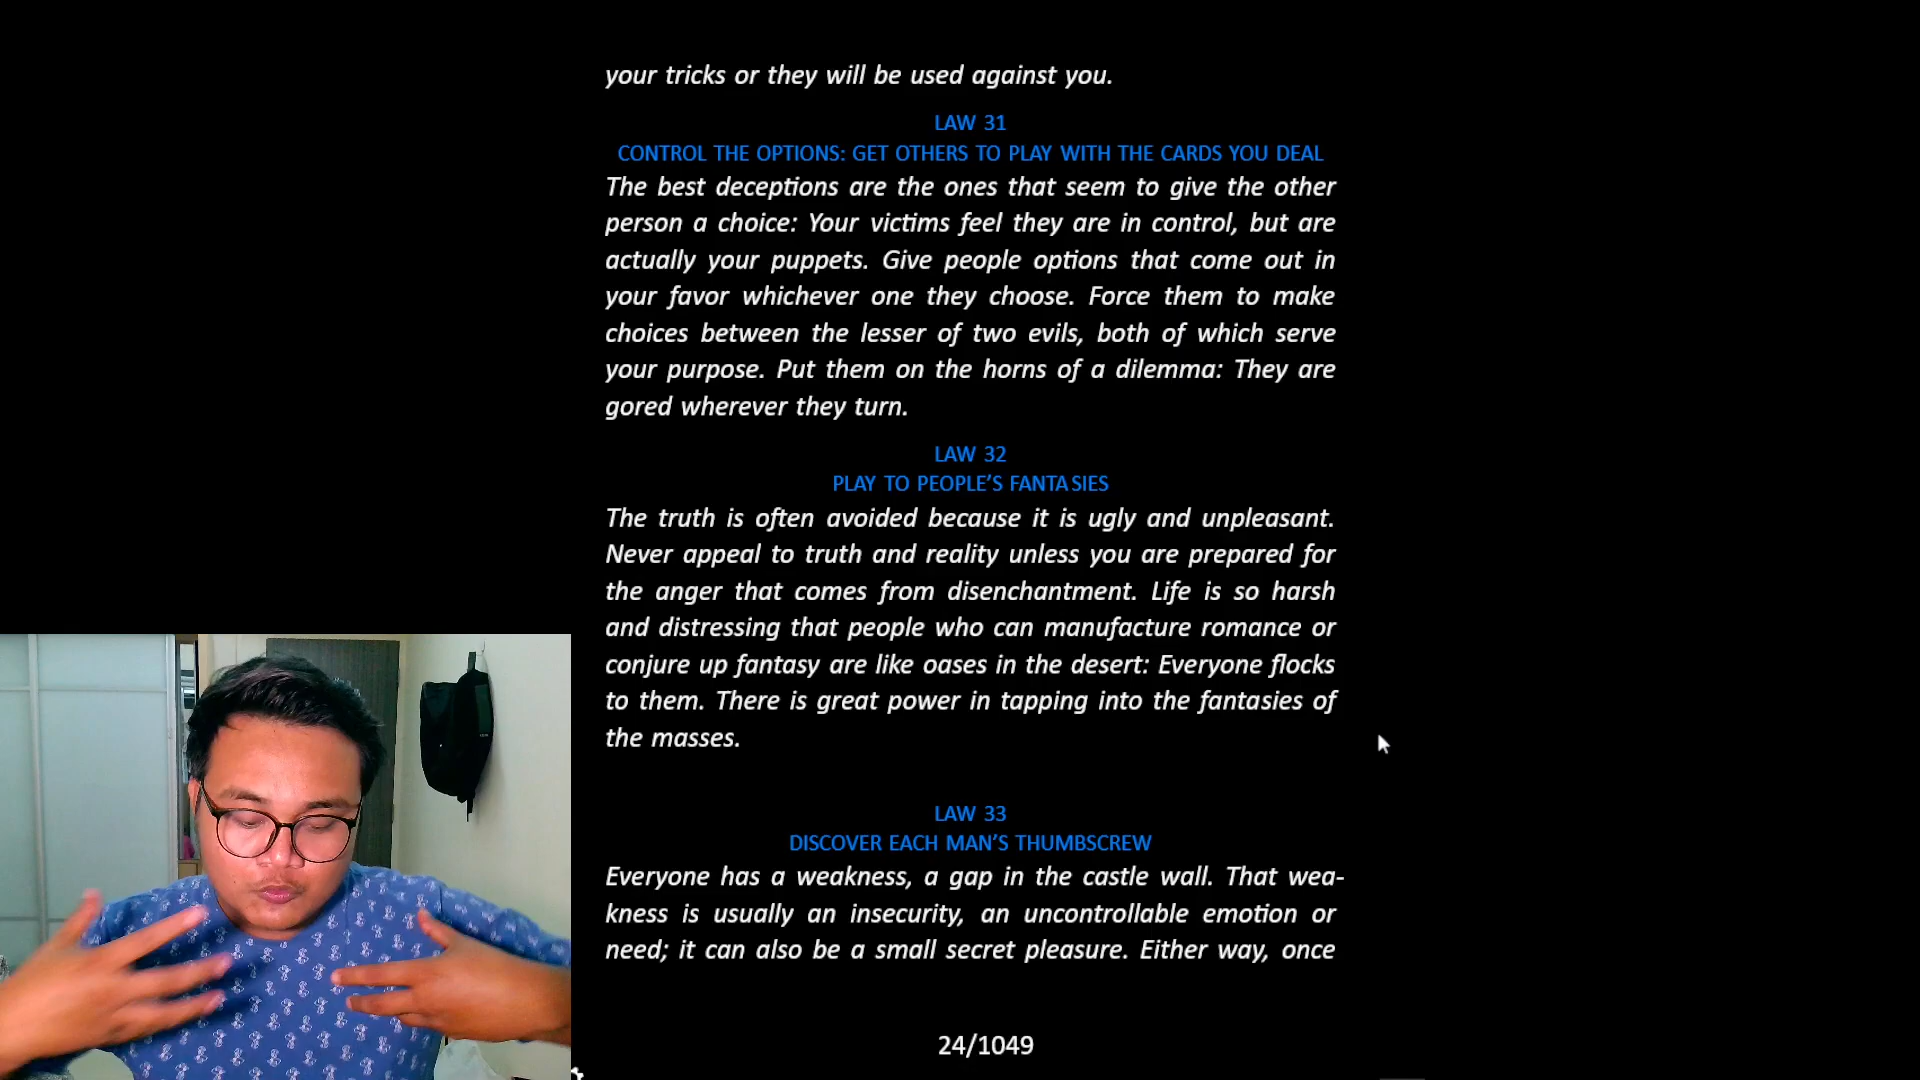 your tricks or they will be used against you.
LAW 31
CONTROL THE OPTIONS: GET OTHERS TO PLAY WITH THE CARDS YOU DEAL
The best deceptions are the ones that seem to give the other
person a choice: Your victims feel they are in control, but are
actually your puppets. Give people options that come out in
your favor whichever one they choose. Force them to make
choices between the lesser of two evils, both of which serve
your purpose. Put them on the horns of a dilemma: They are
gored wherever they turn.
LAW 32
PLAY TO PEOPLE’S FANTASIES
The truth is often avoided because it is ugly and unpleasant.
Never appeal to truth and reality unless you are prepared for
the anger that comes from disenchantment. Life is so harsh
and distressing that people who can manufacture romance or
conjure up fantasy are like oases in the desert: Everyone flocks
to them. There is great power in tapping into the fantasies of
the masses.
LAW 33
DISCOVER EACH MAN’S THUMBSCREW
Everyone has a weakness, a gap in the castle wall. That wea-
kness is usually an insecurity, an uncontrollable emotion or
need; it can also be a small secret pleasure. Either way, once
24/1049